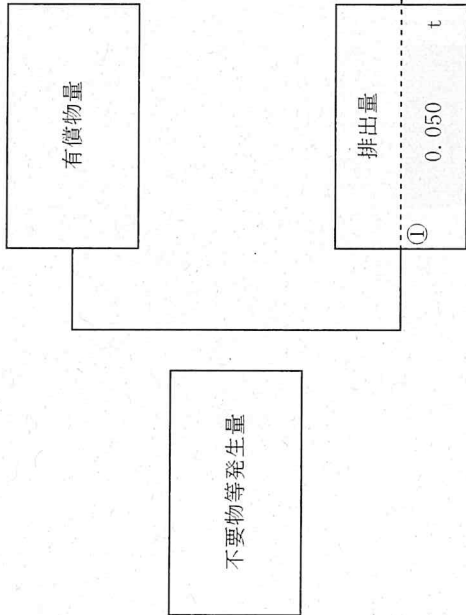 不要物等発生量
有償物量
排出量
①
0.050 t